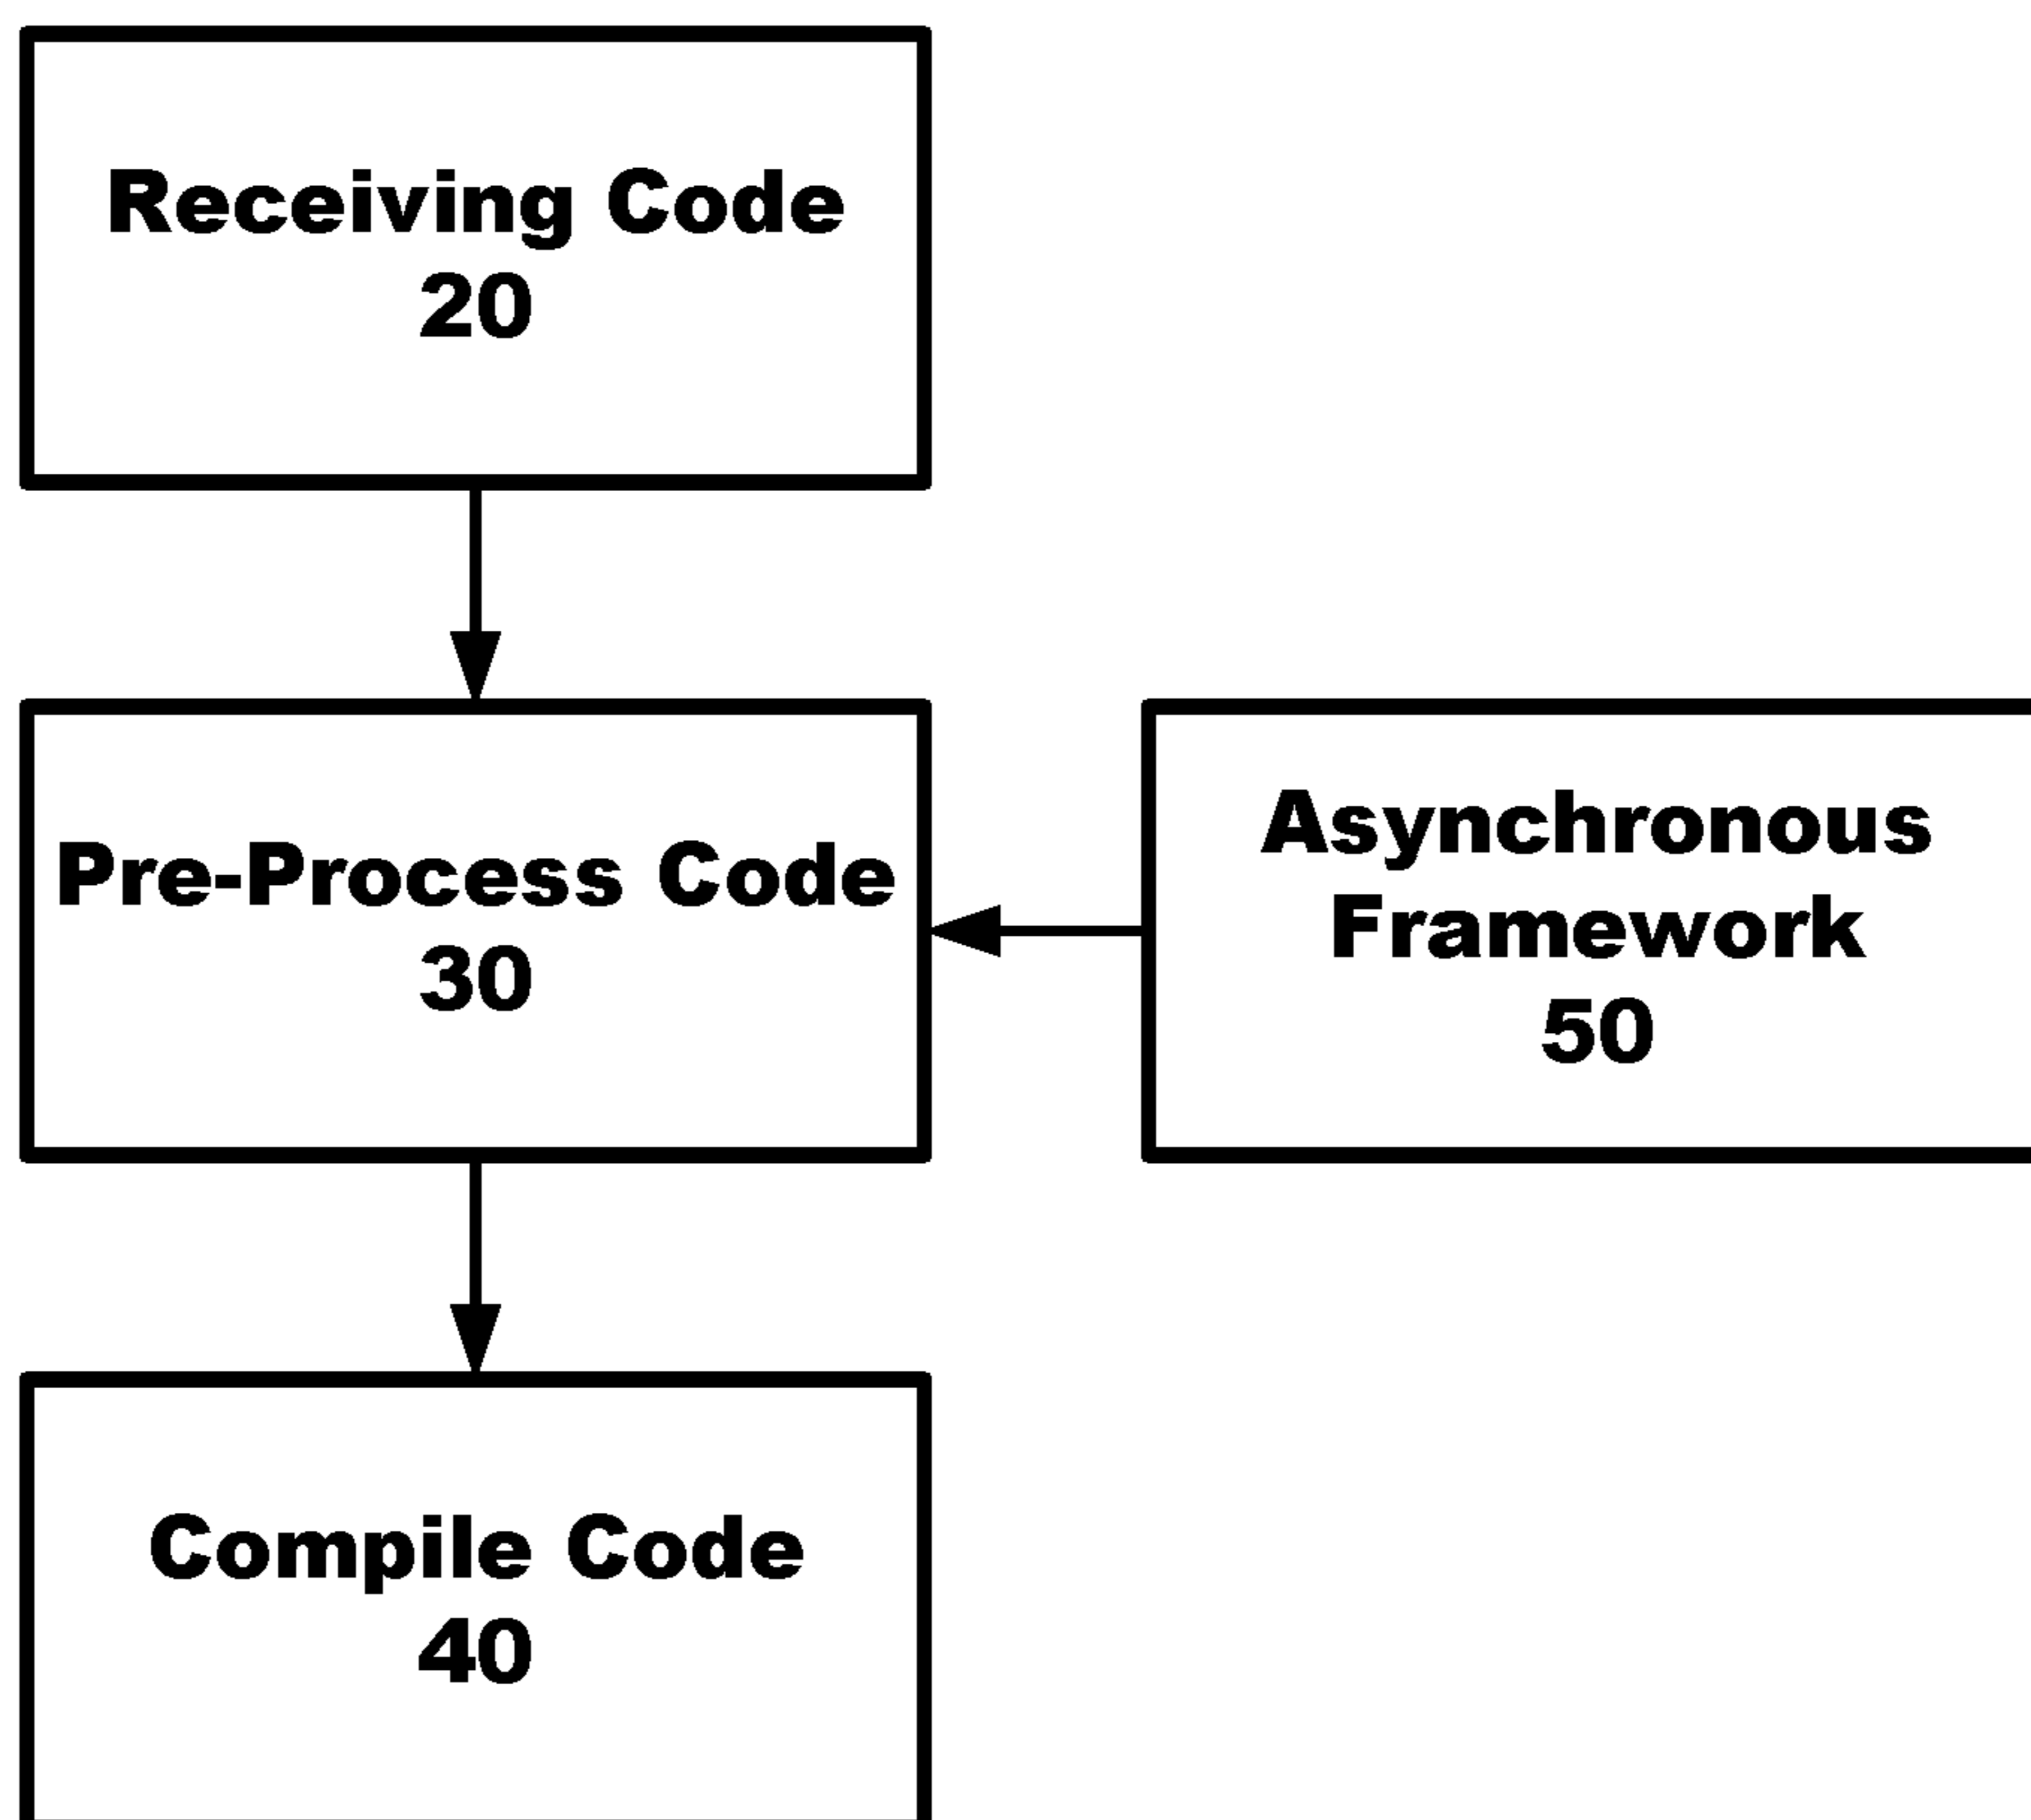 Receiving Code
20
Pre-Process Code
30
Asynchronous
Framework
50
Compile Code
40